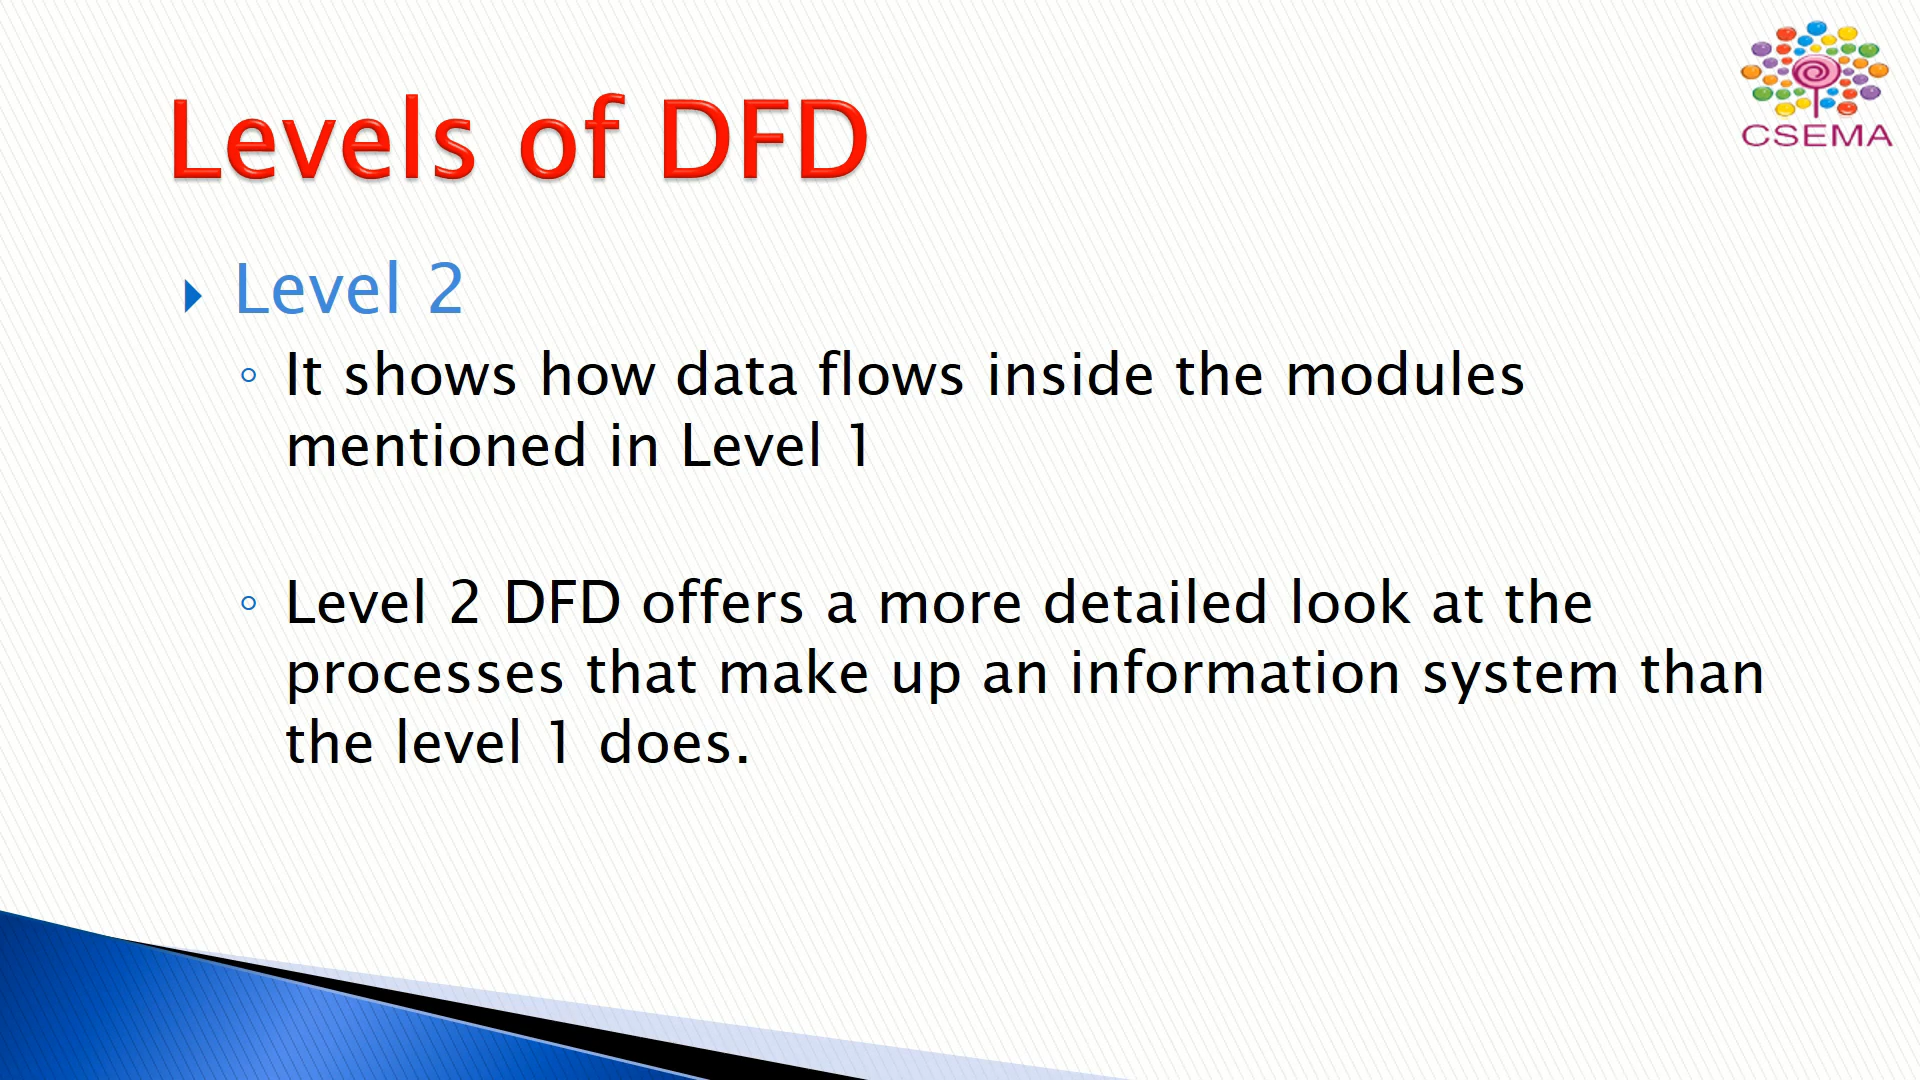 CSEMA
Levels of DFD
Level 2
It shows how data flows inside the modules
mentioned in Level 1
Level 2 DFD offers a more detailed look at the
processes that make up an information system than
the level 1 does.